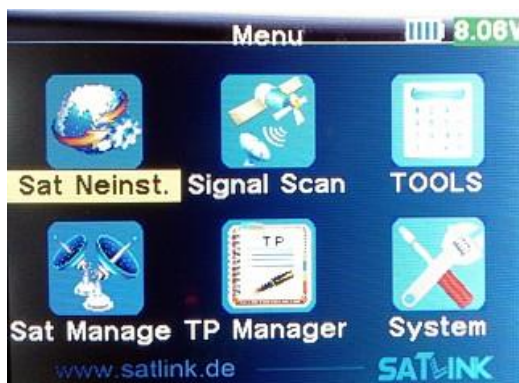 Menu 8.06V
Sat Neinst. Signal Scan TOOLS
TP
Sat Manage TP Manager System
www.satlink.de SATLINK